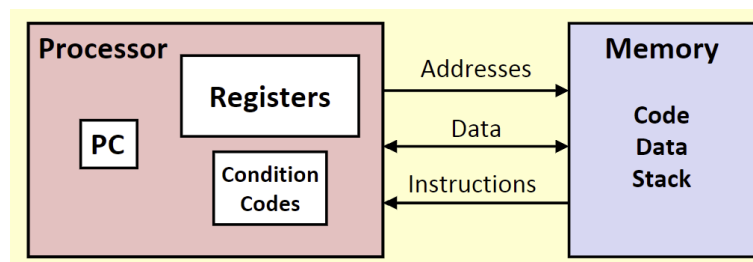 Processor
Registers
PC
Condition
Codes
Addresses
Data
Instructions
Memory
Code
Data
Stack